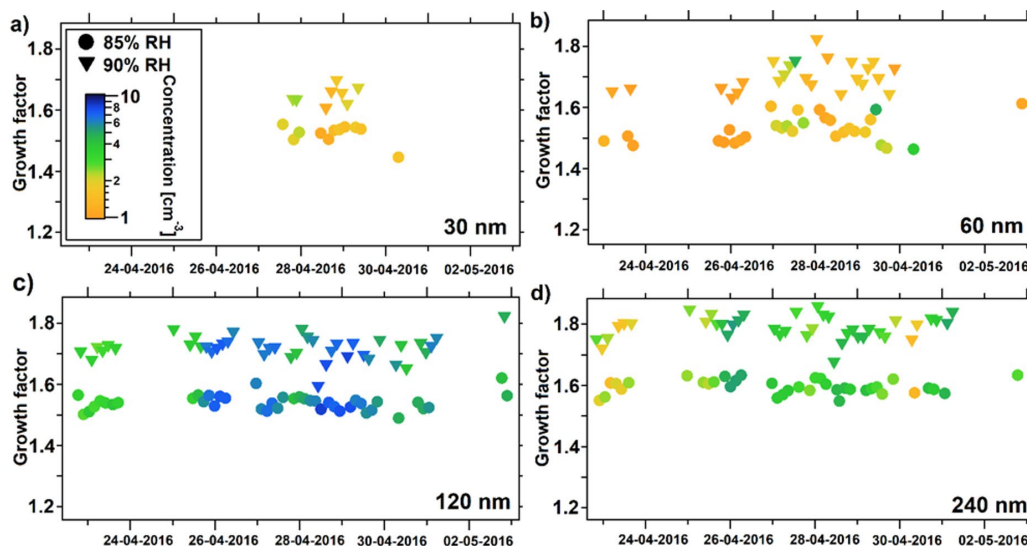 a)
85% RH
90% RH
Concentration [cm-3]
10
8
6
4
2
1
Growth factor
1.8
1.6
1.4
1.2
30 nm
24-04-2016 26-04-2016 28-04-2016 30-04-2016 02-05-2016
b)
Growth factor
1.8
1.6
1.4
1.2
60 nm
24-04-2016 26-04-2016 28-04-2016 30-04-2016 02-05-2016
c)
Growth factor
1.8
1.6
1.4
1.2
120 nm
24-04-2016 26-04-2016 28-04-2016 30-04-2016 02-05-2016
d)
Growth factor
1.8
1.6
1.4
1.2
240 nm
24-04-2016 26-04-2016 28-04-2016 30-04-2016 02-05-2016